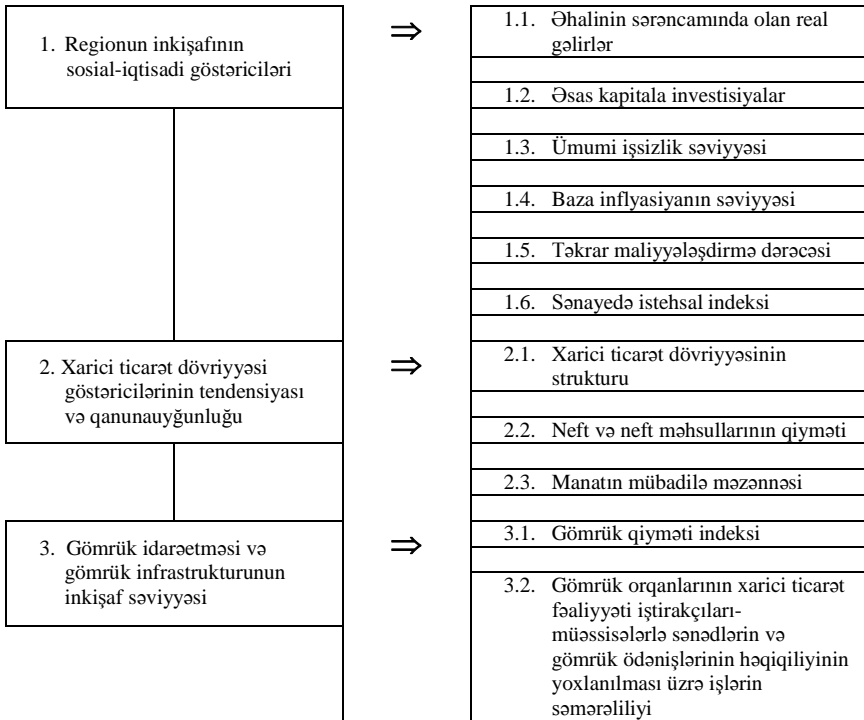 1. Regionun inkişafının
sosial-iqtisadi göstəriciləri
⇒
1.1. Əhalinin sərəncamında olan real
gəlirlər
1.2. Əsas kapitala investisiyalar
1.3. Ümumi işsizlik səviyyəsi
1.4. Baza inflyasiyanın səviyyəsi
1.5. Təkrar maliyyələşdirmə dərəcəsi
1.6. Sənayedə istehsal indeksi
2. Xarici ticarət dövriyyəsi
göstəricilərinin tendensiyası
və qanunauyğunluğu
⇒
2.1. Xarici ticarət dövriyyəsinin
strukturu
2.2. Neft və neft məhsullarının qiyməti
2.3. Manatın mübadilə məzənnəsi
3. Gömrük idarəetməsi və
gömrük infrastrukturunun
inkişaf səviyyəsi
⇒
3.1. Gömrük qiyməti indeksi
3.2. Gömrük orqanlarının xarici ticarət
fəaliyyəti iştirakçıları-
müəssisələrlə sənədlərin və
gömrük ödənişlərinin həqiqiliyinin
yoxlanılması üzrə işlərin
səmərəliliyi